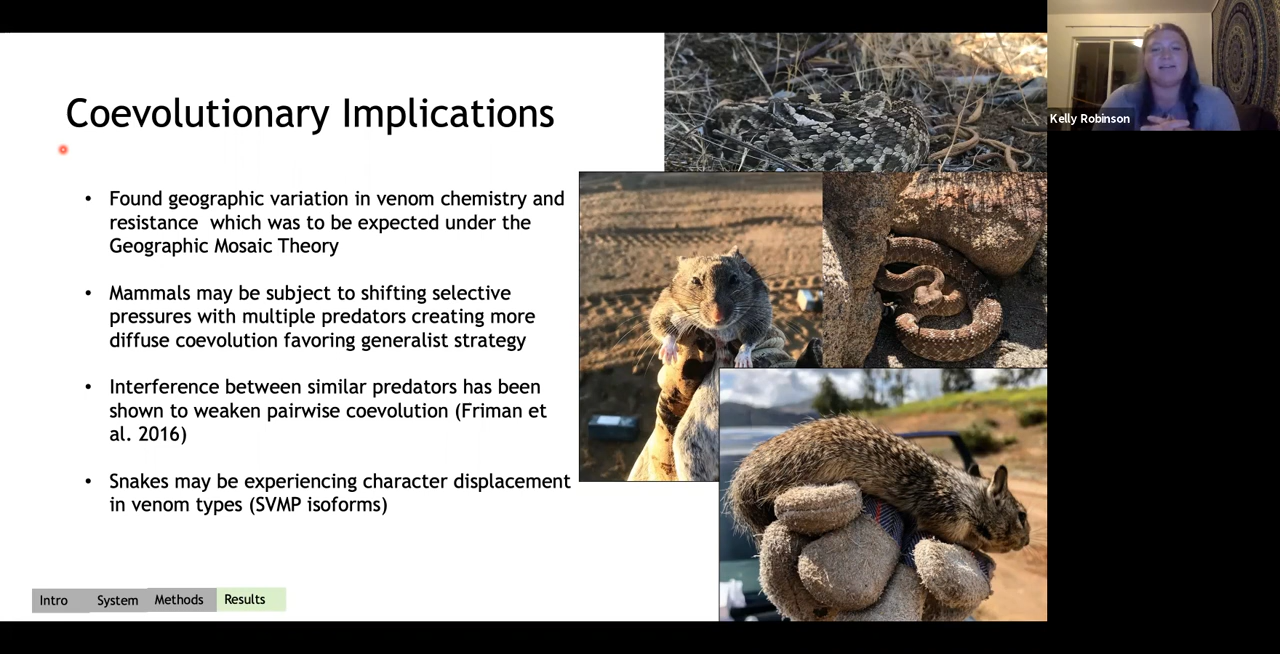 Coevolutionary Implications
Kelly Robinson
• Found geographic variation in venom chemistry and
resistance which was to be expected under the
Geographic Mosaic Theory
• Mammals may be subject to shifting selective
pressures with multiple predators creating more
diffuse coevolution favoring generalist strategy
• Interference between similar predators has been
shown to weaken pairwise coevolution (Friman et
al. 2016)
• Snakes may be experiencing character displacement
in venom types (SVMP isoforms)
Intro System Methods Results